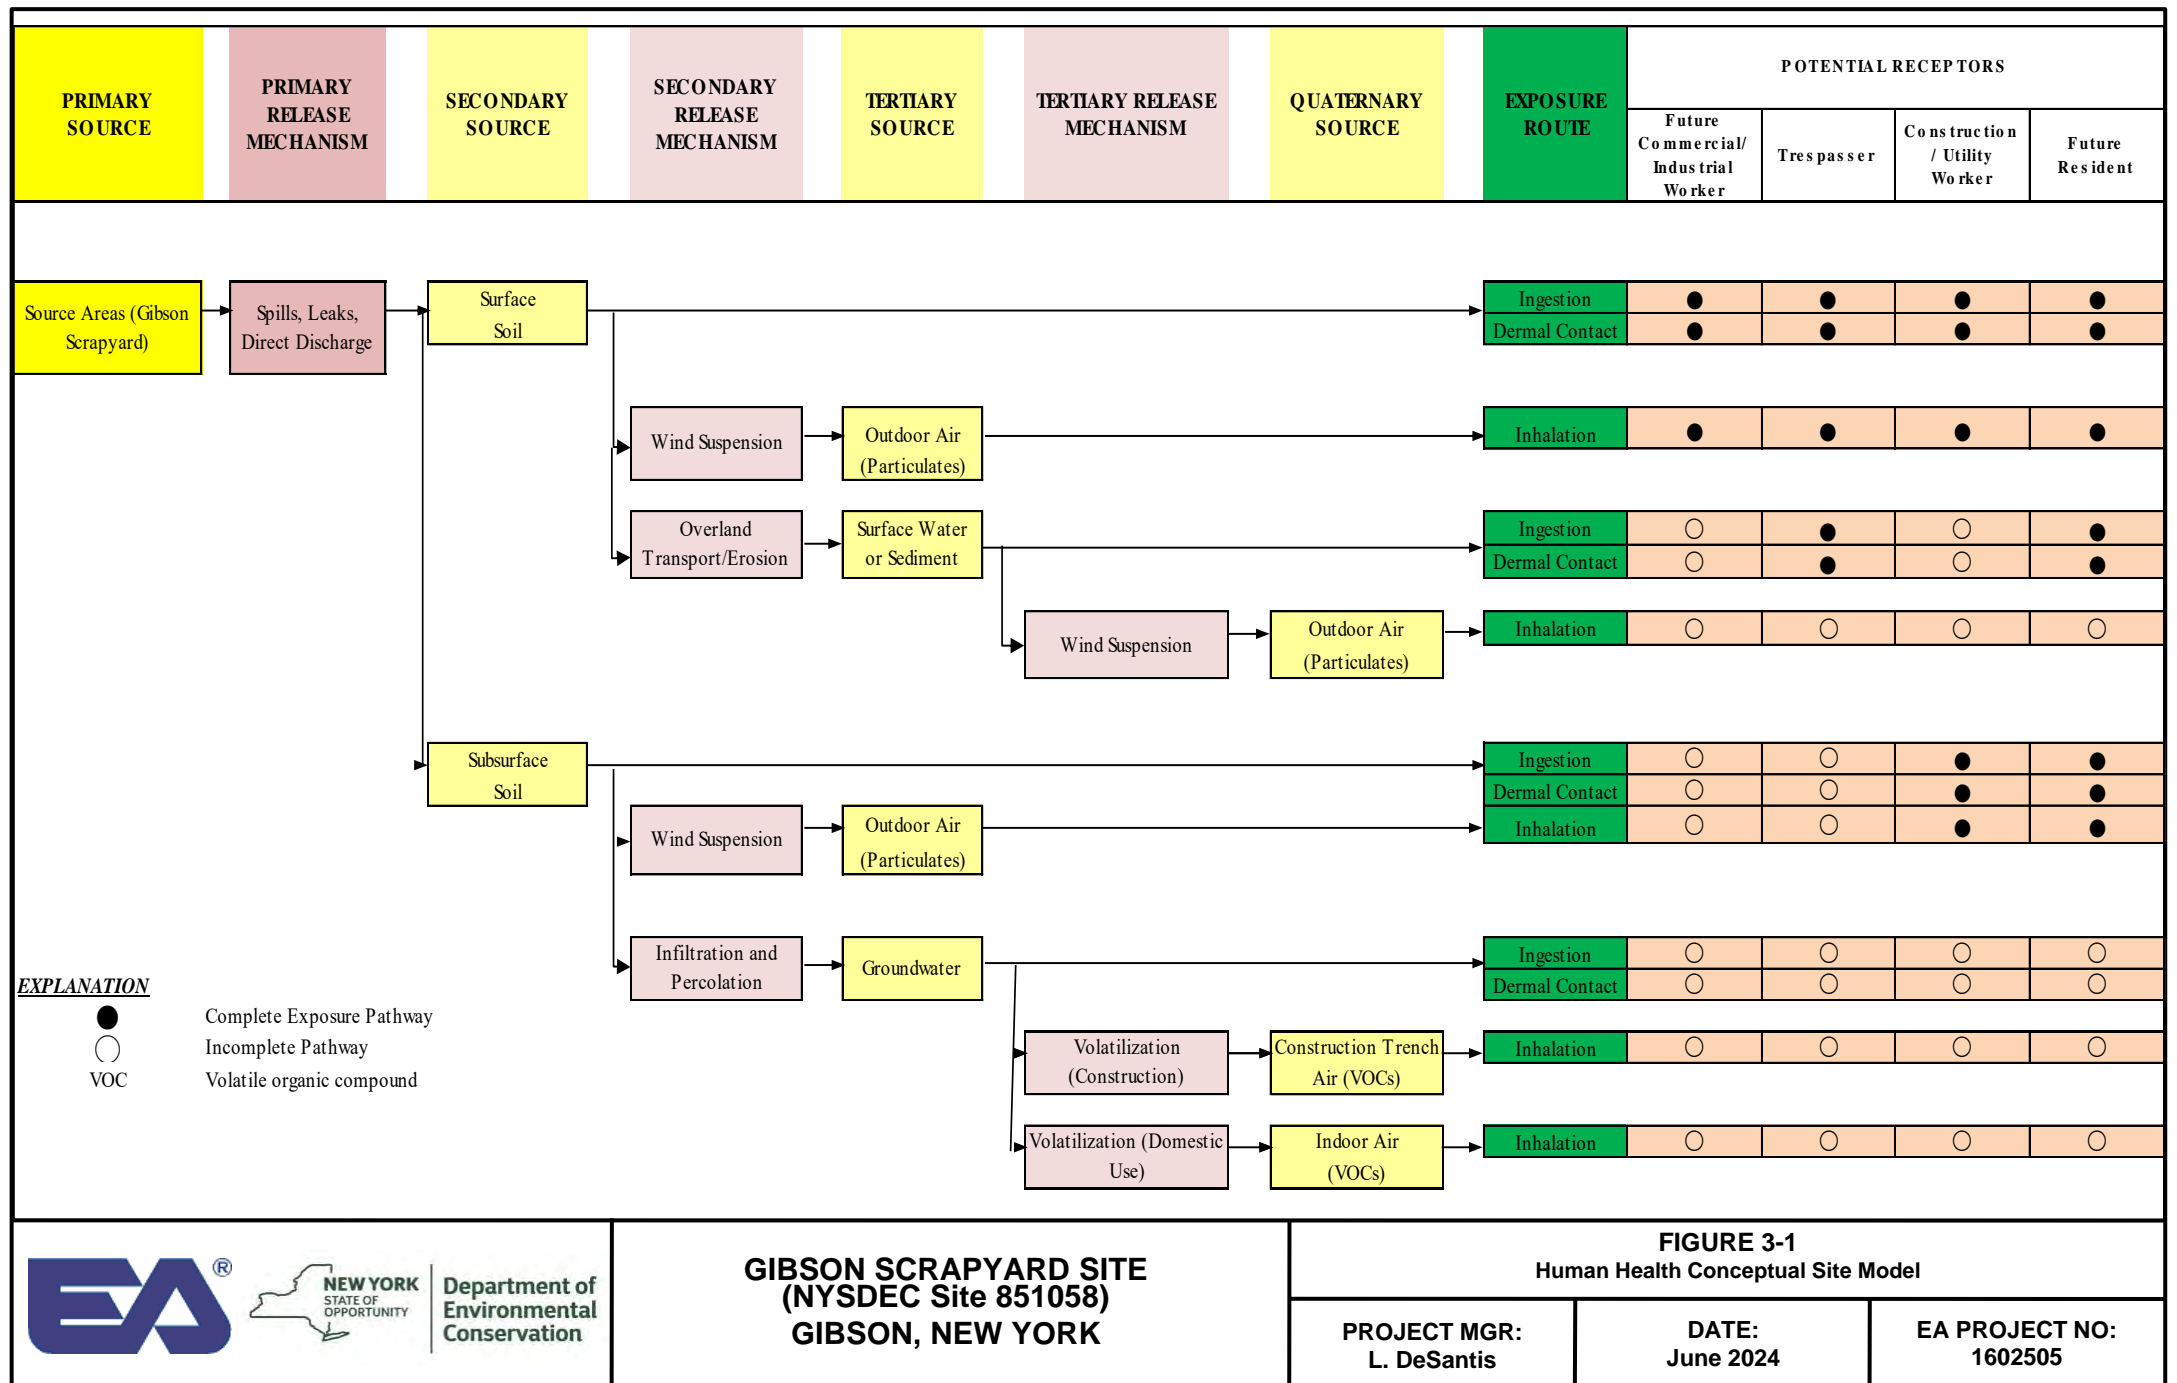 PRIMARY
SOURCE
PRIMARY
RELEASE
MECHANISM
SECONDARY
SOURCE
SECONDARY
RELEASE
MECHANISM
TERTIARY
SOURCE
TERTIARY RELEASE
MECHANISM
QUATERNARY
SOURCE
EXPOSURE
ROUTE
POTENTIAL RECEPTORS
Future
Commercial/
Industrial
Worker
Trespasser
Construction
/ Utility
Worker
Future
Resident
Source Areas (Gibson
Scrapyard)
Spills, Leaks,
Direct Discharge
Surface
Soil
Ingestion
Dermal Contact
Wind Suspension
Outdoor Air
(Particulates)
Inhalation
Overland
Transport/Erosion
Surface Water
or Sediment
Ingestion
Dermal Contact
Wind Suspension
Outdoor Air
(Particulates)
Inhalation
Subsurface
Soil
Ingestion
Dermal Contact
Wind Suspension
Outdoor Air
(Particulates)
Inhalation
Infiltration and
Percolation
Groundwater
Ingestion
Dermal Contact
Volatilization
(Construction)
Construction Trench
Air (VOCs)
Inhalation
Volatilization (Domestic
Use)
Indoor Air
(VOCs)
Inhalation
EXPLANATION
Complete Exposure Pathway
Incomplete Pathway
VOC Volatile organic compound
EA®
NEW YORK
STATE OF
OPPORTUNITY
Department of
Environmental
Conservation
GIBSON SCRAPYARD SITE
(NYSDEC Site 851058)
GIBSON, NEW YORK
FIGURE 3-1
Human Health Conceptual Site Model
PROJECT MGR:
L. DeSantis
DATE:
June 2024
EA PROJECT NO:
1602505